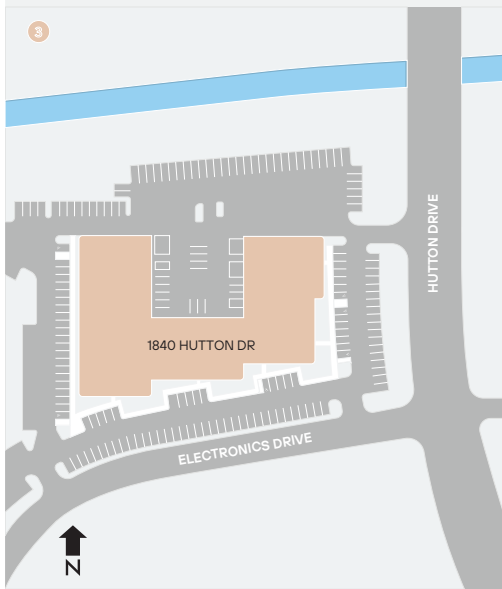 3
HUTTON DRIVE
1840 HUTTON DR
ELECTRONICS DRIVE
N